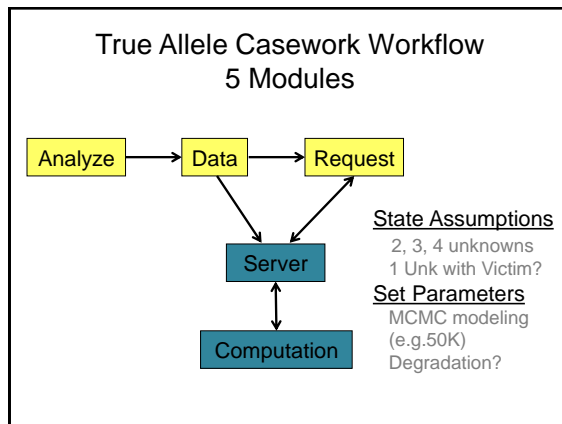 True Allele Casework Workflow
5 Modules
Analyze
Data
Request
Server
Computation
State Assumptions
2, 3, 4 unknowns
1 Unk with Victim?
Set Parameters
MCMC modeling
(e.g.50K)
Degradation?